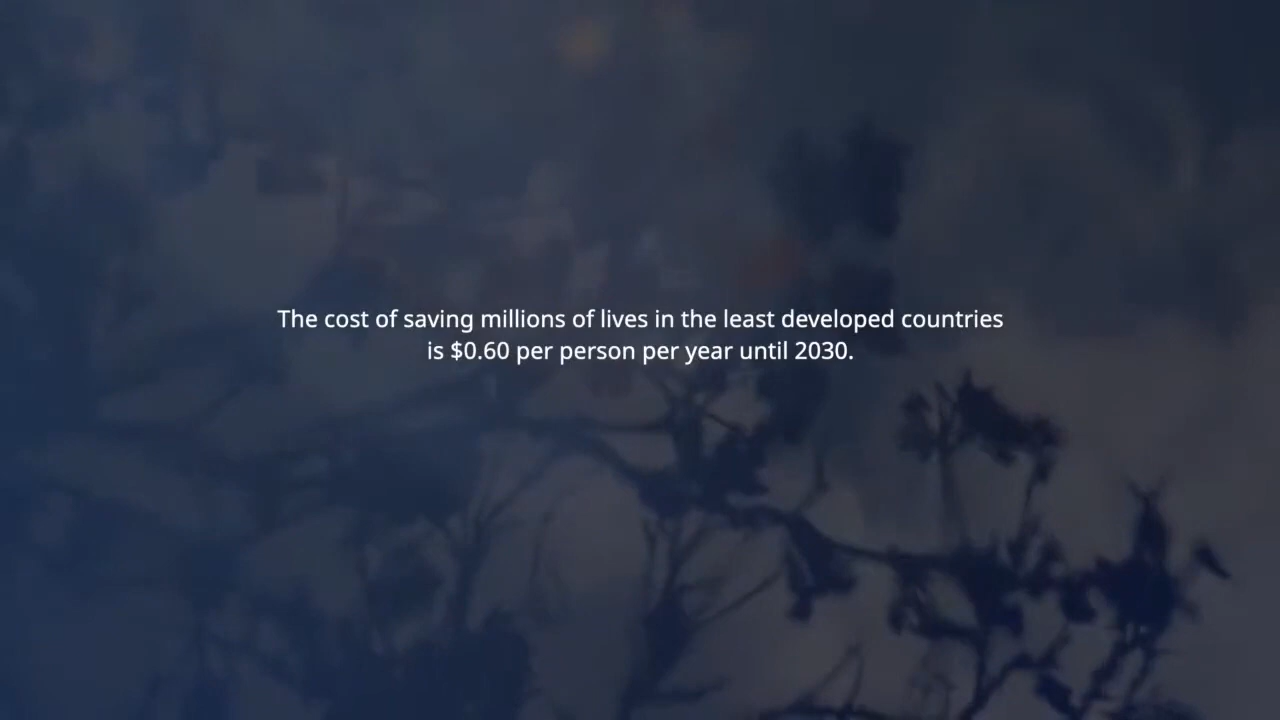 The cost of saving millions of lives in the least developed countries
is $0.60 per person per year until 2030.